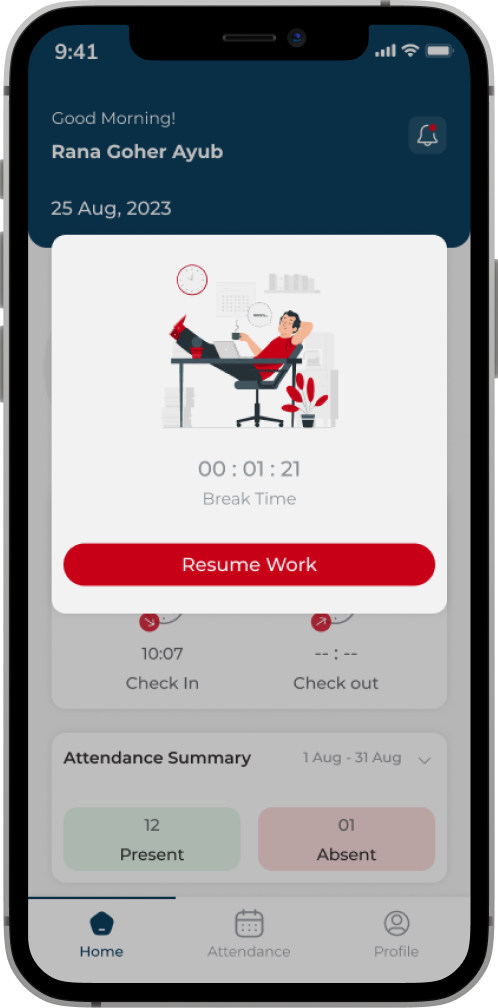 9:41
Good Morning!
Rana Goher Ayub
25 Aug, 2023
00 : 01 : 21
Break Time
Resume Work
10:07 -- : --
Check In Check out
Attendance Summary 1 Aug - 31 Aug
12 01
Present Absent
Home Attendance Profile